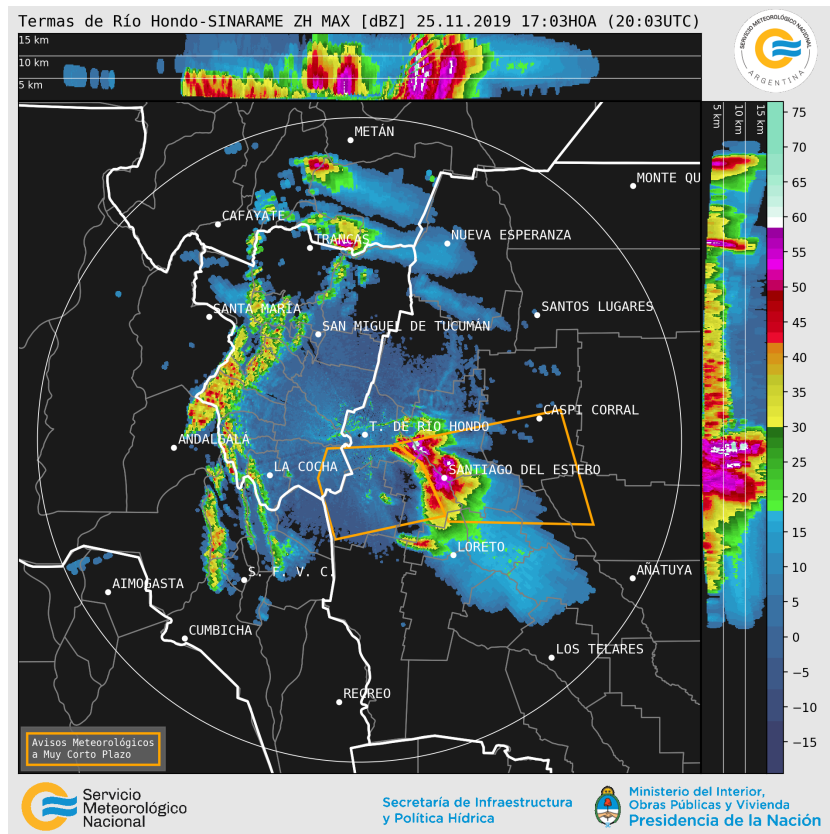 Termas de Río Hondo-SINARAME ZH MAX [dBZ] 25.11.2019 17:03HOA (20:03UTC)
SERVICIO METEOROLÓGICO NACIONAL
ARGENTINA
15 km
10 km
5 km
5 km
10 km
15 km
METÁN
MONTE QU
CAFAYATE
TRANCAS
NUEVA ESPERANZA
SANTA MARÍA
SANTOS LUGARES
SAN MIGUEL DE TUCUMÁN
CASPI CORRAL
T. DE RÍO HONDO
ANDALGALÁ
LA COCHA
SANTIAGO DEL ESTERO
LORETO
S. F. V. C.
AIMOGASTA
AÑATUYA
CUMBICHA
LOS TELARES
RECREO
75
70
65
60
55
50
45
40
35
30
25
20
15
10
5
0
−5
−10
−15
Avisos Meteorológicos
a Muy Corto Plazo
Servicio
Meteorológico
Nacional
Secretaría de Infraestructura
y Política Hídrica
Ministerio del Interior,
Obras Públicas y Vivienda
Presidencia de la Nación